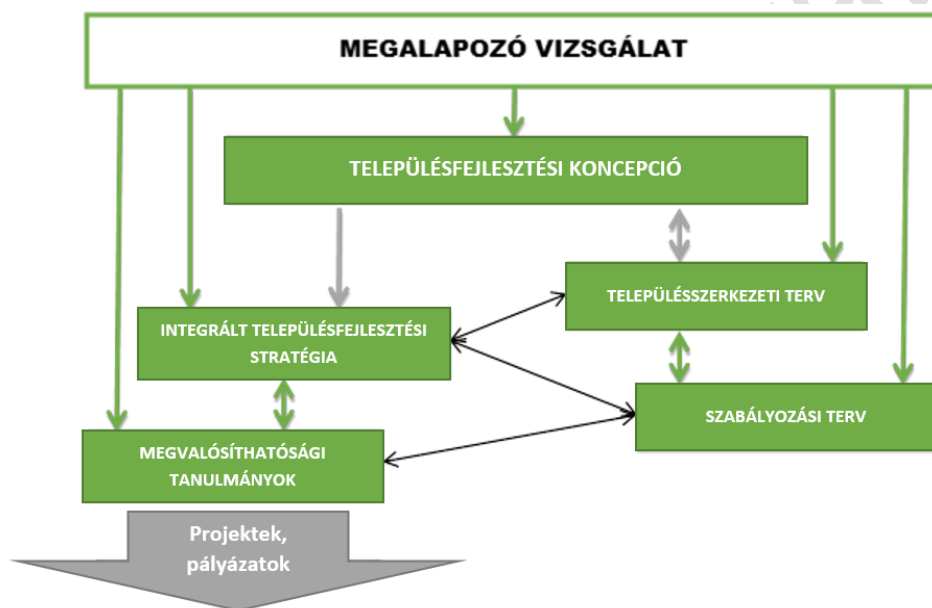 MEGALAPOZÓ VIZSGÁLAT
TELEPÜLÉSFEJLESZTÉSI KONCEPCIÓ
TELEPÜLÉSSZERKEZETI TERV
INTEGRÁLT TELEPÜLÉSFEJLESZTÉSI
STRATÉGIA
SZABÁLYOZÁSI TERV
MEGVALÓSÍTHATÓSÁGI
TANULMÁNYOK
Projektek,
pályázatok